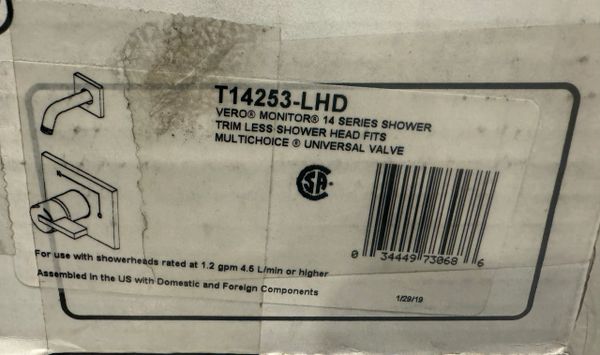 T14253-LHD
VERO® MONITOR® 14 SERIES SHOWER
TRIM LESS SHOWER HEAD FITS
MULTICHOICE ® UNIVERSAL VALVE
SA
0 34449 73068 6
For use with showerheads rated at 1.2 gpm 4.5 L/min or higher
Assembled in the US with Domestic and Foreign Components
1/29/19